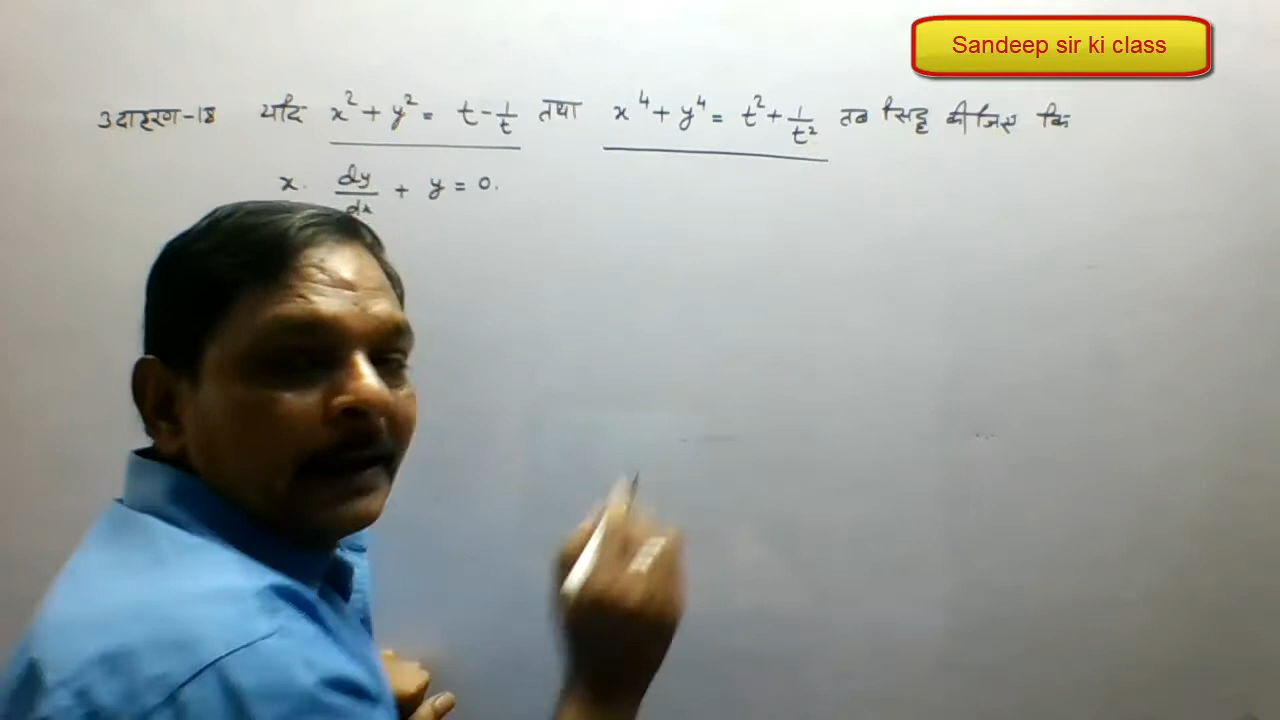 Sandeep sir ki class
उदाहरण-18 यदि x² + y² = t - 1/t तथा x⁴ + y⁴ = t² + 1/t² तब सिद्ध कीजिए कि
x. dy/dx + y = 0.